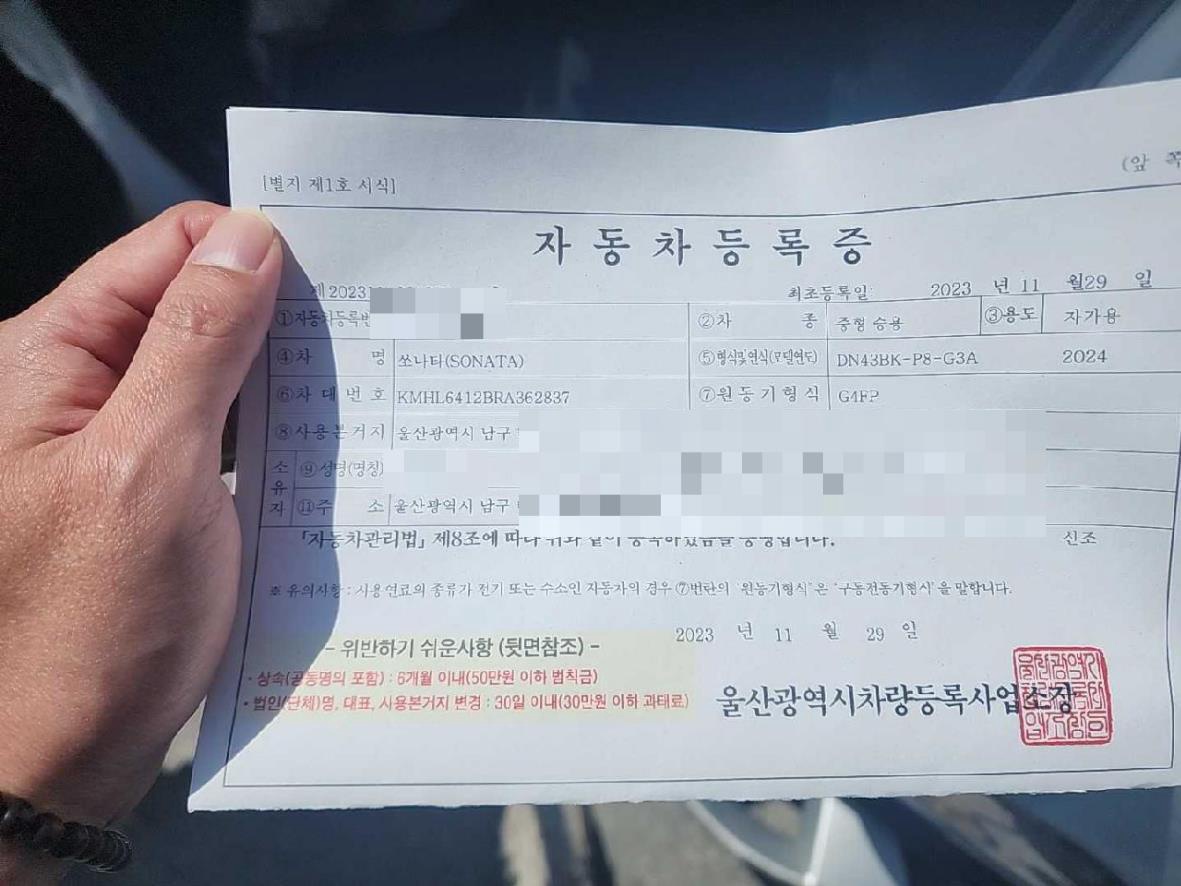 [별지 제1호 서식]
(앞 쪽
자 동 차 등 록 증
제 2023
최초등록일: 2023 년 11 월 29 일
① 자동차등록번
② 차 종 중형 승용 ③ 용도 자가용
④ 차 명 쏘나타(SONATA) ⑤ 형식및연식(모델연도) DN43BK-P8-G3A 2024
⑥ 차 대 번 호 KMHL6412BRA362837 ⑦ 원 동 기 형 식 G4FP
⑧ 사 용 본 거 지 울산광역시 남구
소유자 ⑨ 성명(명칭)
⑪ 주 소 울산광역시 남구
「자동차관리법」 제8조에 따라 위와 같이 등록하였음을 증명합니다. 신조
※ 유의사항 : 사용연료의 종류가 전기 또는 수소인 자동차의 경우 ⑦번란의 '원동기형식'은 '구동전동기형식'을 말합니다.
2023 년 11 월 29 일
- 위반하기 쉬운사항 (뒷면참조) -
· 상속(공동명의 포함) : 6개월 이내(50만원 이하 범칙금)
· 법인(단체)명, 대표, 사용본거지 변경 : 30일 이내(30만원 이하 과태료)
울산광역시차량등록사업소장